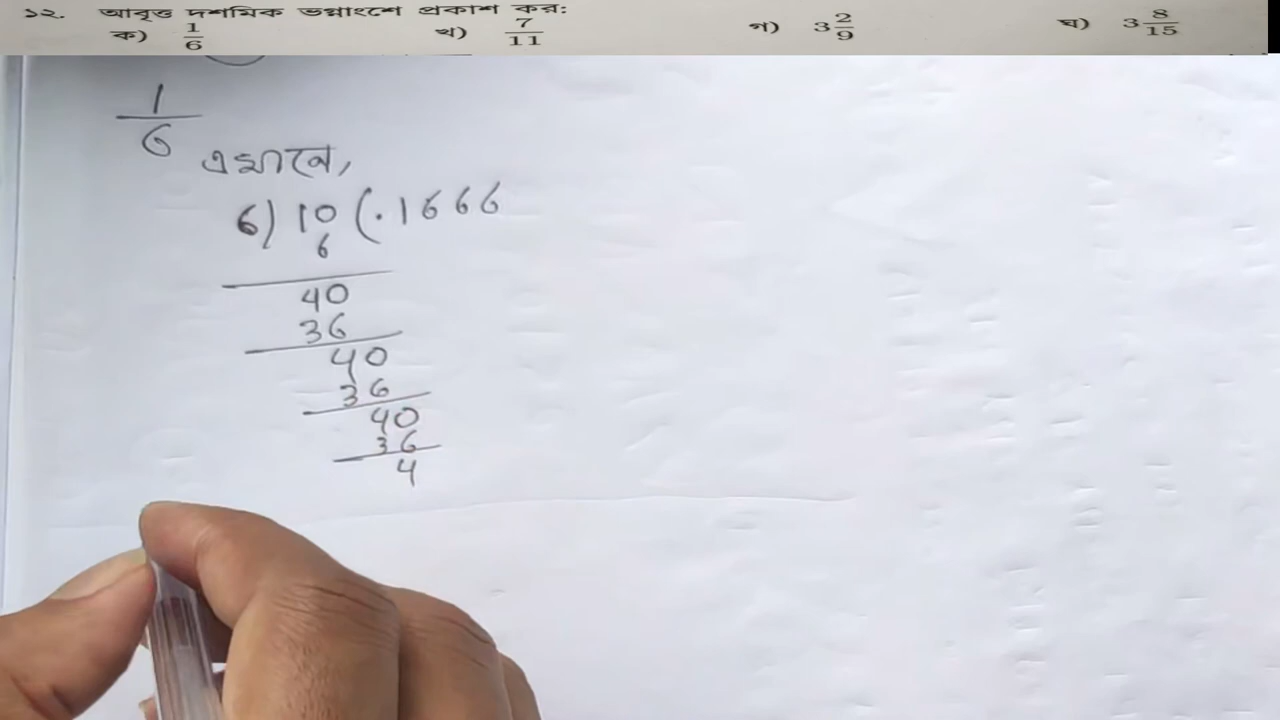 ১২. আবৃত্ত দশমিক ভগ্নাংশে প্রকাশ কর:
ক) 1/6 খ) 7/11 গ) 3 2/9 ঘ) 3 8/15
1/6
এখানে,
6) 10 (.1666
6
40
36
40
36
40
36
4